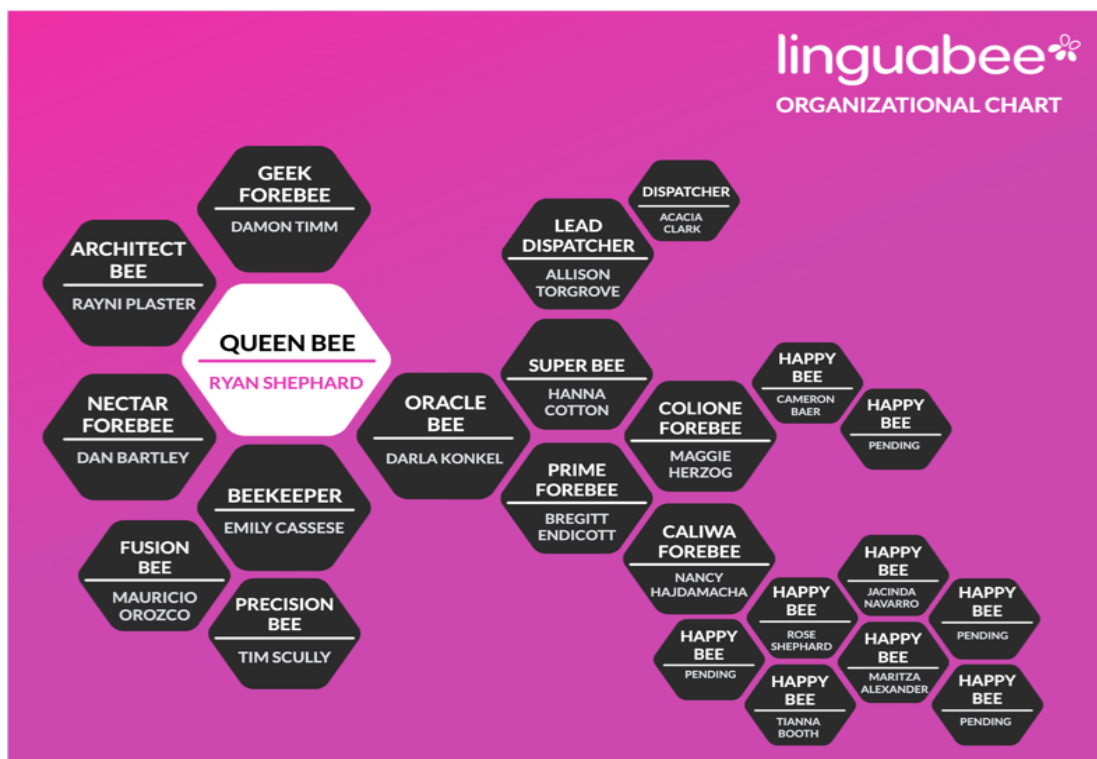 linguabee
ORGANIZATIONAL CHART
GEEK
FOREBEE
DAMON TIMM
ARCHITECT
BEE
RAYNI PLASTER
QUEEN BEE
RYAN SHEPHARD
NECTAR
FOREBEE
DAN BARTLEY
BEEKEEPER
EMILY CASSESE
FUSION
BEE
MAURICIO
OROZCO
PRECISION
BEE
TIM SCULLY
ORACLE
BEE
DARLA KONKEL
DISPATCHER
ACACIA
CLARK
LEAD
DISPATCHER
ALLISON
TORGROVE
SUPER BEE
HANNA
COTTON
PRIME
FOREBEE
BREGITT
ENDICOTT
COLIONE
FOREBEE
MAGGIE
HERZOG
HAPPY
BEE
CAMERON
BAER
HAPPY
BEE
PENDING
CALIWA
FOREBEE
NANCY
HAJDAMACHA
HAPPY
BEE
PENDING
HAPPY
BEE
ROSE
SHEPHARD
HAPPY
BEE
TIANNA
BOOTH
HAPPY
BEE
JACINDA
NAVARRO
HAPPY
BEE
MARITZA
ALEXANDER
HAPPY
BEE
PENDING
HAPPY
BEE
PENDING